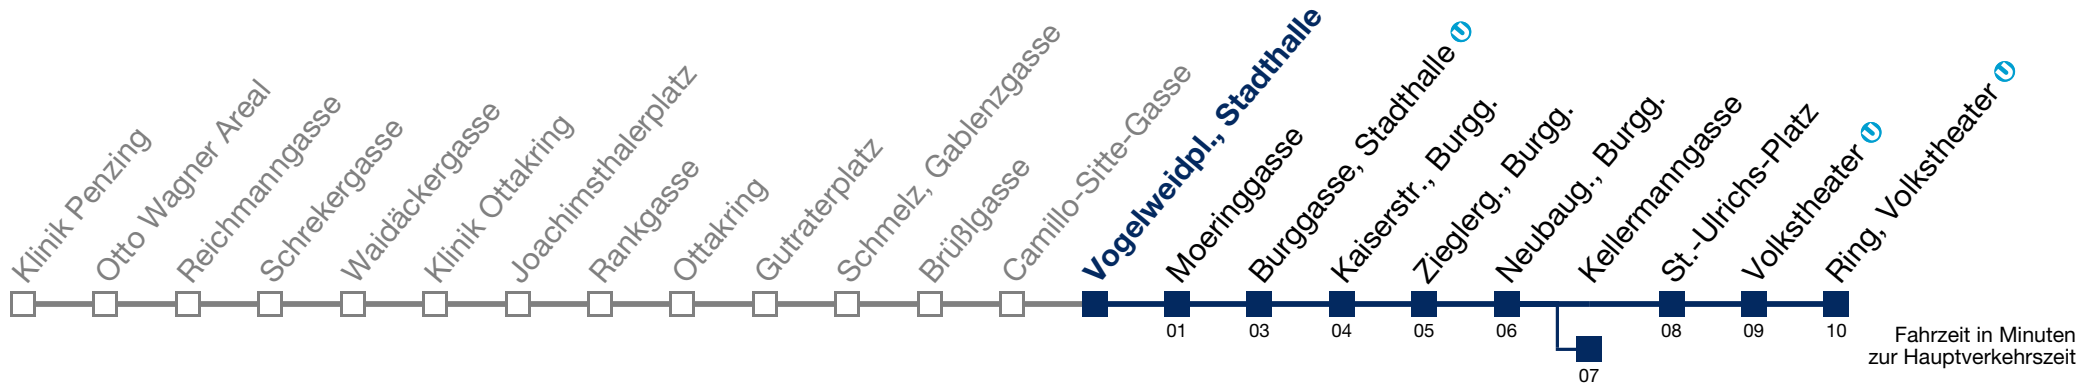 Klinik Penzing
Otto Wagner Areal
Reichmanngasse
Schrekergasse
Waidäckergasse
Klinik Ottakring
Joachimsthalerplatz
Rankgasse
Ottakring
Gutraterplatz
Schmelz, Gablenzgasse
Brüßlgasse
Camillo-Sitte-Gasse
Vogelweidpl., Stadthalle
Moeringgasse
Burggasse, Stadthalle U
Kaiserstr., Burgg.
Zieglerg., Burgg.
Neubaug., Burgg.
Kellermanngasse
St.-Ulrichs-Platz
Volkstheater U
Ring, Volkstheater U
01 03 04 05 06 08 09 10
07
Fahrzeit in Minuten
zur Hauptverkehrszeit